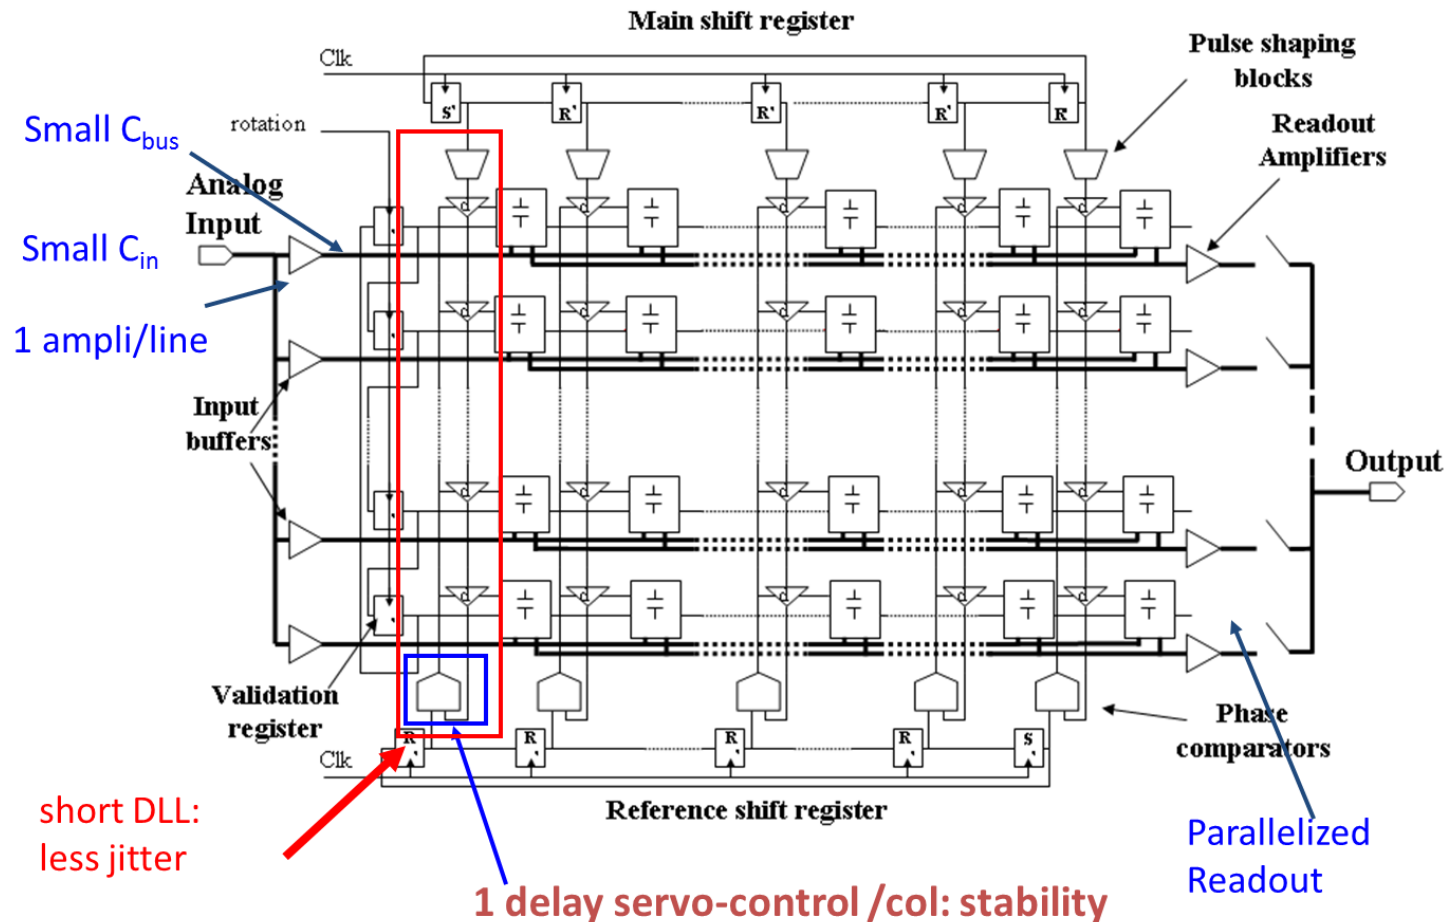 Main shift register
Clk
Pulse shaping
blocks
S'
R'
R'
R'
R'
Small Cbus
rotation
Readout
Amplifiers
Analog
Input
Small Cin
1 ampli/line
Input
buffers
Output
Validation
register
Phase
comparators
R
R
R
R
S
Clk
Reference shift register
short DLL:
less jitter
Parallelized
Readout
1 delay servo-control /col: stability